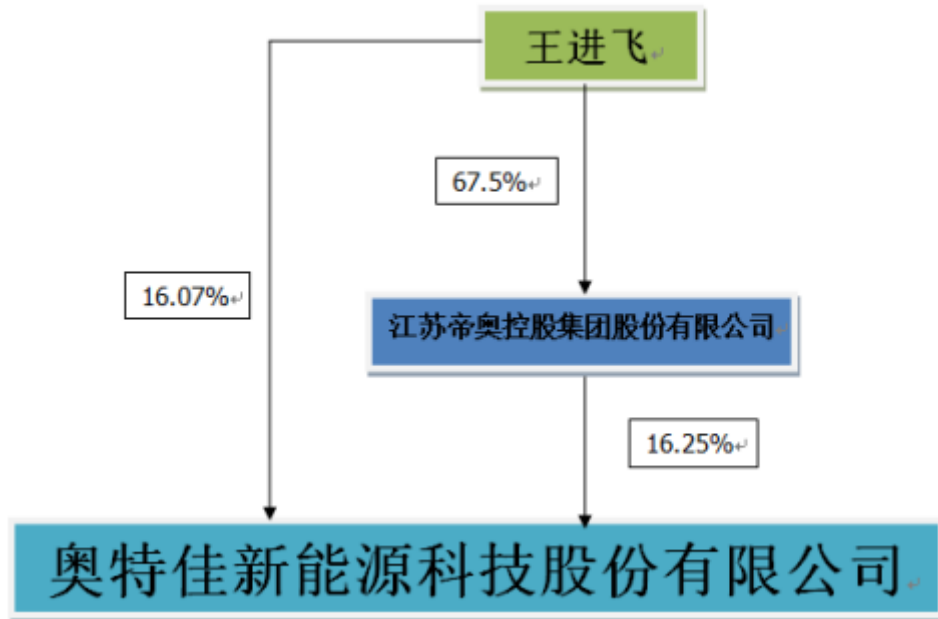 王进飞
67.5%
16.07%
江苏帝奥控股集团股份有限公司
16.25%
奥特佳新能源科技股份有限公司